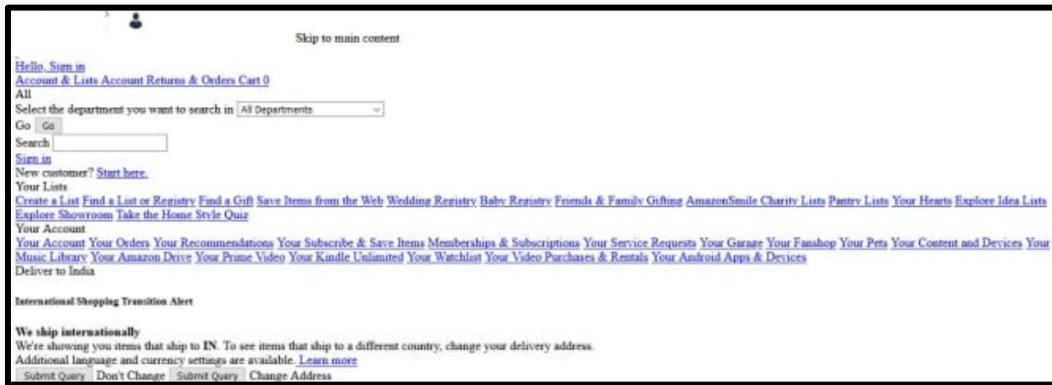 Skip to main content
Hello, Sign in
Account & Lists Account Returns & Orders Cart 0
All
Select the department you want to search in All Departments
Go Go
Search
Sign in
New customer? Start here.
Your Lists
Create a List Find a List or Registry Find a Gift Save Items from the Web Wedding Registry Baby Registry Friends & Family Gifting AmazonSmile Charity Lists Pantry Lists Your Hearts Explore Idea Lists
Explore Showroom Take the Home Style Quiz
Your Account
Your Account Your Orders Your Recommendations Your Subscribe & Save Items Memberships & Subscriptions Your Service Requests Your Garage Your Fanshop Your Pets Your Content and Devices Your
Music Library Your Amazon Drive Your Prime Video Your Kindle Unlimited Your Watchlist Your Video Purchases & Rentals Your Android Apps & Devices
Deliver to India
International Shopping Transition Alert
We ship internationally
We're showing you items that ship to IN. To see items that ship to a different country, change your delivery address.
Additional language and currency settings are available. Learn more
Submit Query Don't Change Submit Query Change Address